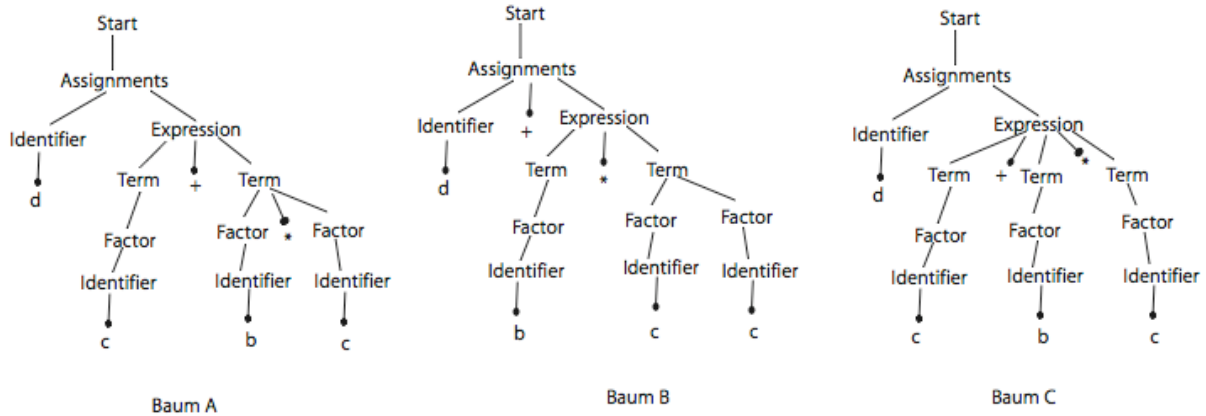 Start
Assignments
Identifier Expression
d Term + Term
Factor Factor * Factor
Identifier Identifier Identifier
c b c
Baum A
Start
Assignments
Identifier + Expression
d Term * Term
Factor Factor Factor
Identifier Identifier Identifier
b c c
Baum B
Start
Assignments
Identifier Expression
d Term + Term * Term
Factor Factor Factor
Identifier Identifier Identifier
c b c
Baum C